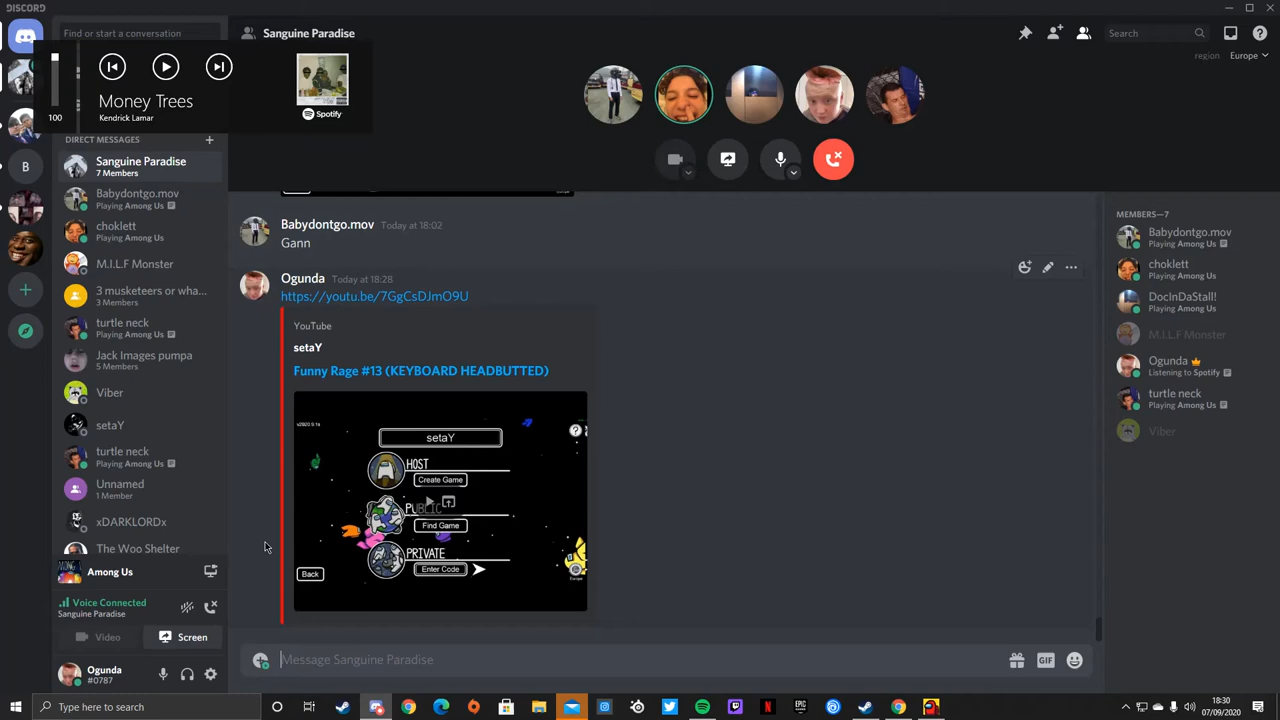 DISCORD
Find or start a conversation
Sanguine Paradise
Search
region
Europe
Money Trees
Kendrick Lamar
100
Spotify
DIRECT MESSAGES
Sanguine Paradise
7 Members
Babydontgo.mov
Playing Among Us
choklett
Playing Among Us
M.I.L.F Monster
3 musketeers or wha...
3 Members
turtle neck
Playing Among Us
Jack Images pumpa
5 Members
Viber
setaY
turtle neck
Playing Among Us
Unnamed
1 Member
xDARKLORDx
The Woo Shelter
B
Among Us
Voice Connected
Sanguine Paradise
Video
Screen
Ogunda
#0787
Babydontgo.mov Today at 18:02
Gann
Ogunda Today at 18:28
https://youtu.be/7GgCsDJmO9U
YouTube
setaY
Funny Rage #13 (KEYBOARD HEADBUTTED)
v2020.9.1s
setaY
HOST
Create Game
PUBLIC
Find Game
PRIVATE
Enter Code
Back
Europe
Message Sanguine Paradise
GIF
MEMBERS—7
Babydontgo.mov
Playing Among Us
choklett
Playing Among Us
DocInDaStall!
Playing Among Us
M.I.L.F Monster
Ogunda
Listening to Spotify
turtle neck
Playing Among Us
Viber
Type here to search
EPIC
18:30
07/09/2020